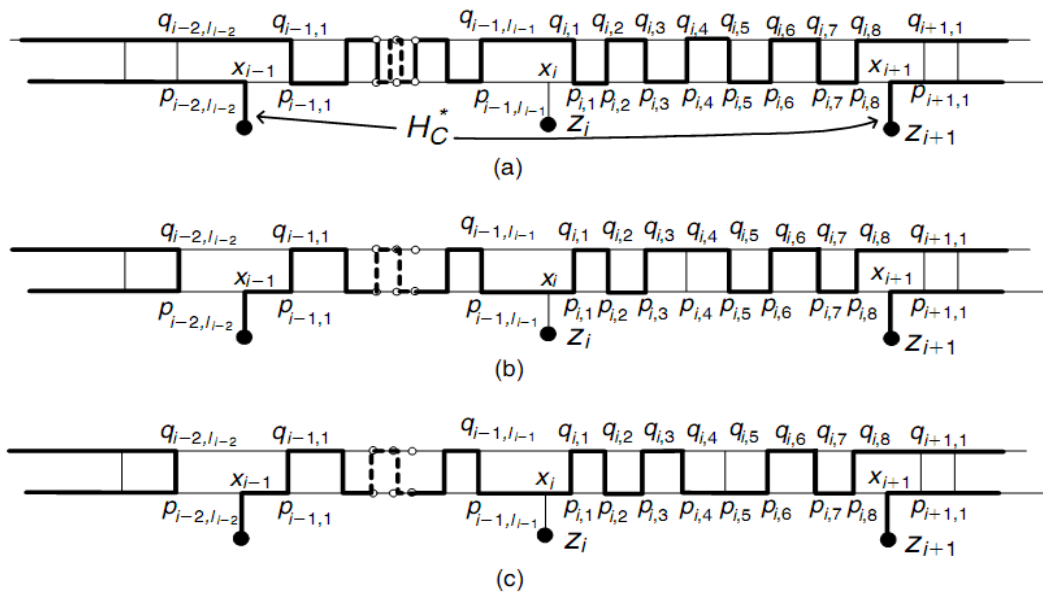 q_{i-2,l_{i-2}} q_{i-1,1} q_{i-1,l_{i-1}} q_{i,1} q_{i,2} q_{i,3} q_{i,4} q_{i,5} q_{i,6} q_{i,7} q_{i,8} q_{i+1,1}
x_{i-1} x_i x_{i+1}
p_{i-2,l_{i-2}} p_{i-1,1} p_{i-1,l_{i-1}} p_{i,1} p_{i,2} p_{i,3} p_{i,4} p_{i,5} p_{i,6} p_{i,7} p_{i,8} p_{i+1,1}
H_C^* z_i z_{i+1}
(a)
q_{i-2,l_{i-2}} q_{i-1,1} q_{i-1,l_{i-1}} q_{i,1} q_{i,2} q_{i,3} q_{i,4} q_{i,5} q_{i,6} q_{i,7} q_{i,8} q_{i+1,1}
x_{i-1} x_i x_{i+1}
p_{i-2,l_{i-2}} p_{i-1,1} p_{i-1,l_{i-1}} p_{i,1} p_{i,2} p_{i,3} p_{i,4} p_{i,5} p_{i,6} p_{i,7} p_{i,8} p_{i+1,1}
z_i z_{i+1}
(b)
q_{i-2,l_{i-2}} q_{i-1,1} q_{i-1,l_{i-1}} q_{i,1} q_{i,2} q_{i,3} q_{i,4} q_{i,5} q_{i,6} q_{i,7} q_{i,8} q_{i+1,1}
x_{i-1} x_i x_{i+1}
p_{i-2,l_{i-2}} p_{i-1,1} p_{i-1,l_{i-1}} p_{i,1} p_{i,2} p_{i,3} p_{i,4} p_{i,5} p_{i,6} p_{i,7} p_{i,8} p_{i+1,1}
z_i z_{i+1}
(c)